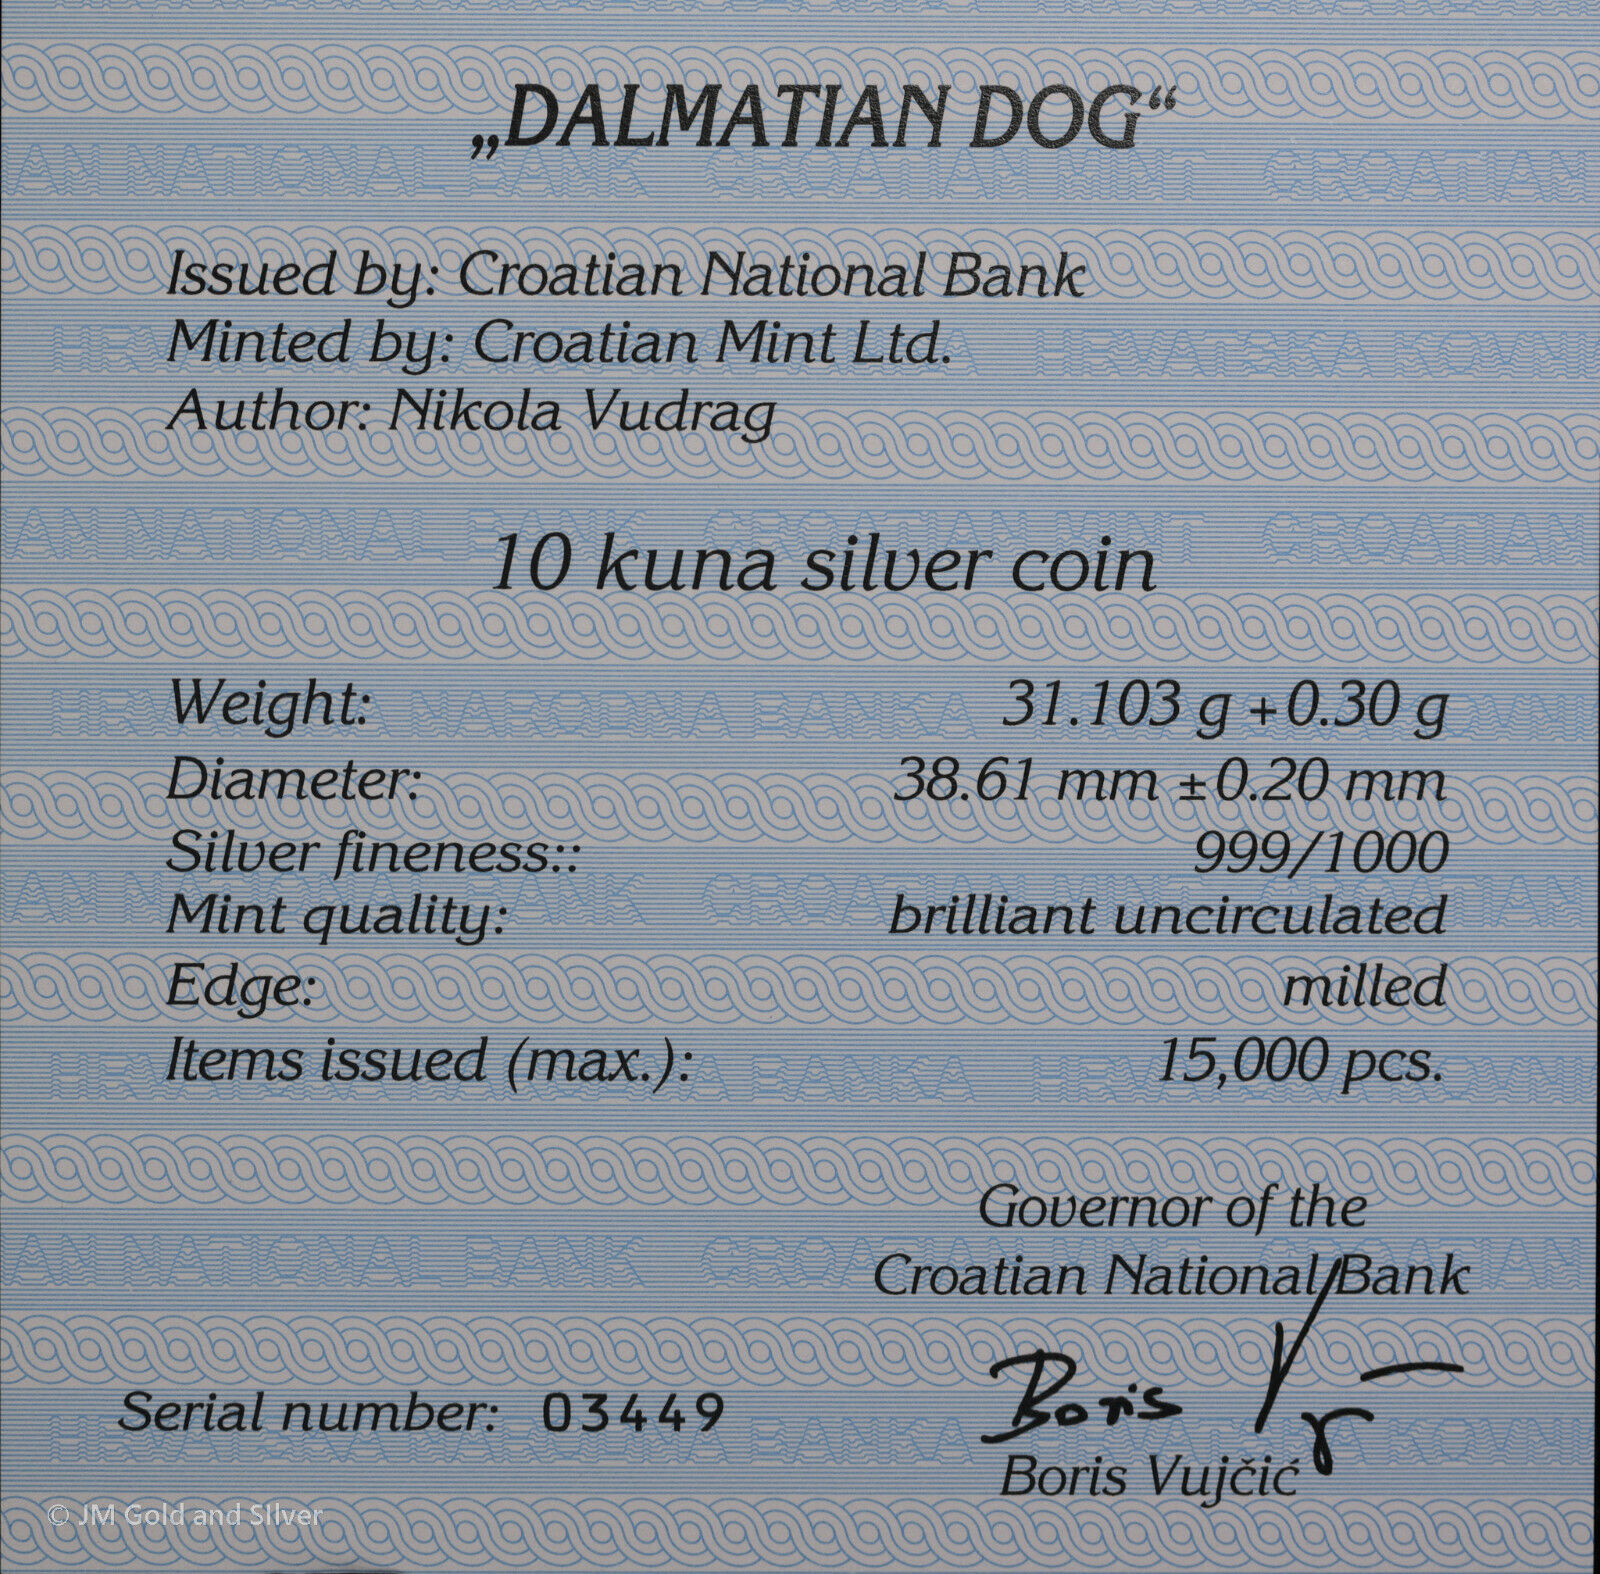 „DALMATIAN DOG“
Issued by: Croatian National Bank
Minted by: Croatian Mint Ltd.
Author: Nikola Vudrag
10 kuna silver coin
Weight: 31.103 g +0.30 g
Diameter: 38.61 mm ±0.20 mm
Silver fineness:: 999/1000
Mint quality: brilliant uncirculated
Edge: milled
Items issued (max.): 15,000 pcs.
Governor of the
Croatian National Bank
Boris
Serial number: 03449
Boris Vujčić
© JM Gold and SIlver